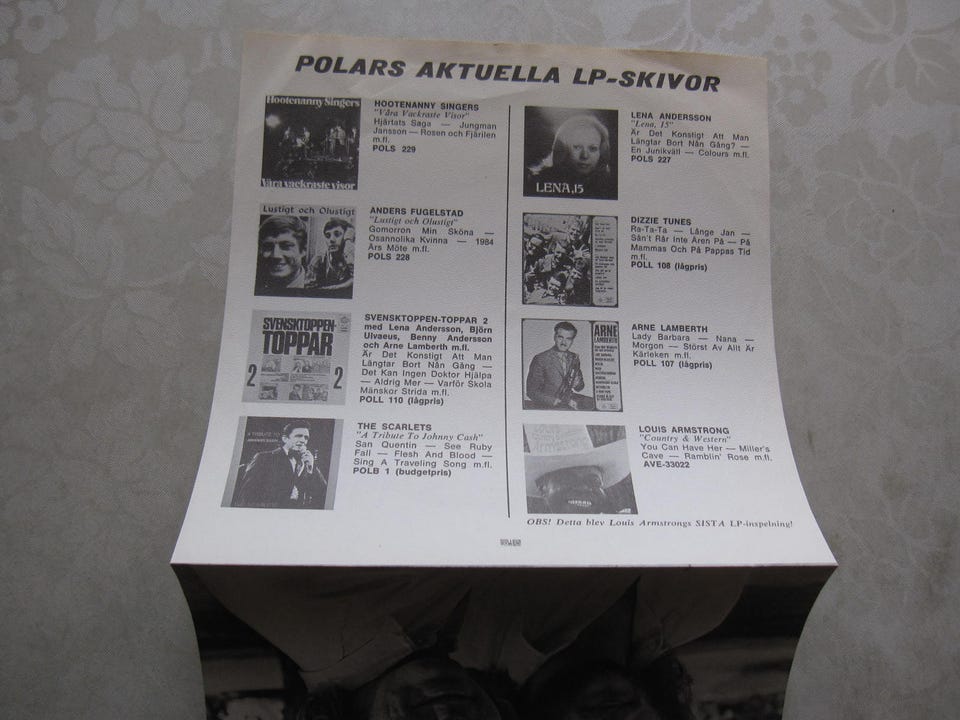 POLARS AKTUELLA LP-SKIVOR
Hootenanny Singers
Våra vackraste visor
HOOTENANNY SINGERS
"Våra Vackraste Visor"
Hjärtats Saga — Jungman
Jansson — Rosen och Fjärilen
m.fl.
POLS 229
Lustigt och Olustigt
ANDERS FUGELSTAD
"Lustigt och Olustigt"
Gomorron Min Sköna —
Osannolika Kvinna — 1984
Års Möte m.fl.
POLS 228
SVENSKTOPPEN-
TOPPAR
2 2
SVENSKTOPPEN-TOPPAR 2
med Lena Andersson, Björn
Ulvaeus, Benny Andersson
och Arne Lamberth m.fl.
Är Det Konstigt Att Man
Längtar Bort Nån Gång —
Det Kan Ingen Doktor Hjälpa
— Aldrig Mer — Varför Skola
Mänskor Strida m.fl.
POLL 110 (lågpris)
A TRIBUTE TO
JOHNNY CASH
THE SCARLETS
"A Tribute To Johnny Cash"
San Quentin — See Ruby
Fall — Flesh And Blood —
Sing A Traveling Song m.fl.
POLB 1 (budgetpris)
LENA, 15
LENA ANDERSSON
"Lena, 15"
Är Det Konstigt Att Man
Längtar Bort Nån Gång? —
En Junikväll — Colours m.fl.
POLS 227
DIZZIE TUNES
Ra-Ta-Ta — Långe Jan —
Sån't Rår Inte Åren På — På
Mammas Och På Pappas Tid
m.fl.
POLL 108 (lågpris)
ARNE
LAMBERTH
ARNE LAMBERTH
Lady Barbara — Nana —
Morgon — Störst Av Allt Är
Kärleken m.fl.
POLL 107 (lågpris)
LOUIS ARMSTRONG
"Country & Western"
You Can Have Her — Miller's
Cave — Ramblin' Rose m.fl.
AVE-33022
OBS! Detta blev Louis Armstrongs SISTA LP-inspelning!